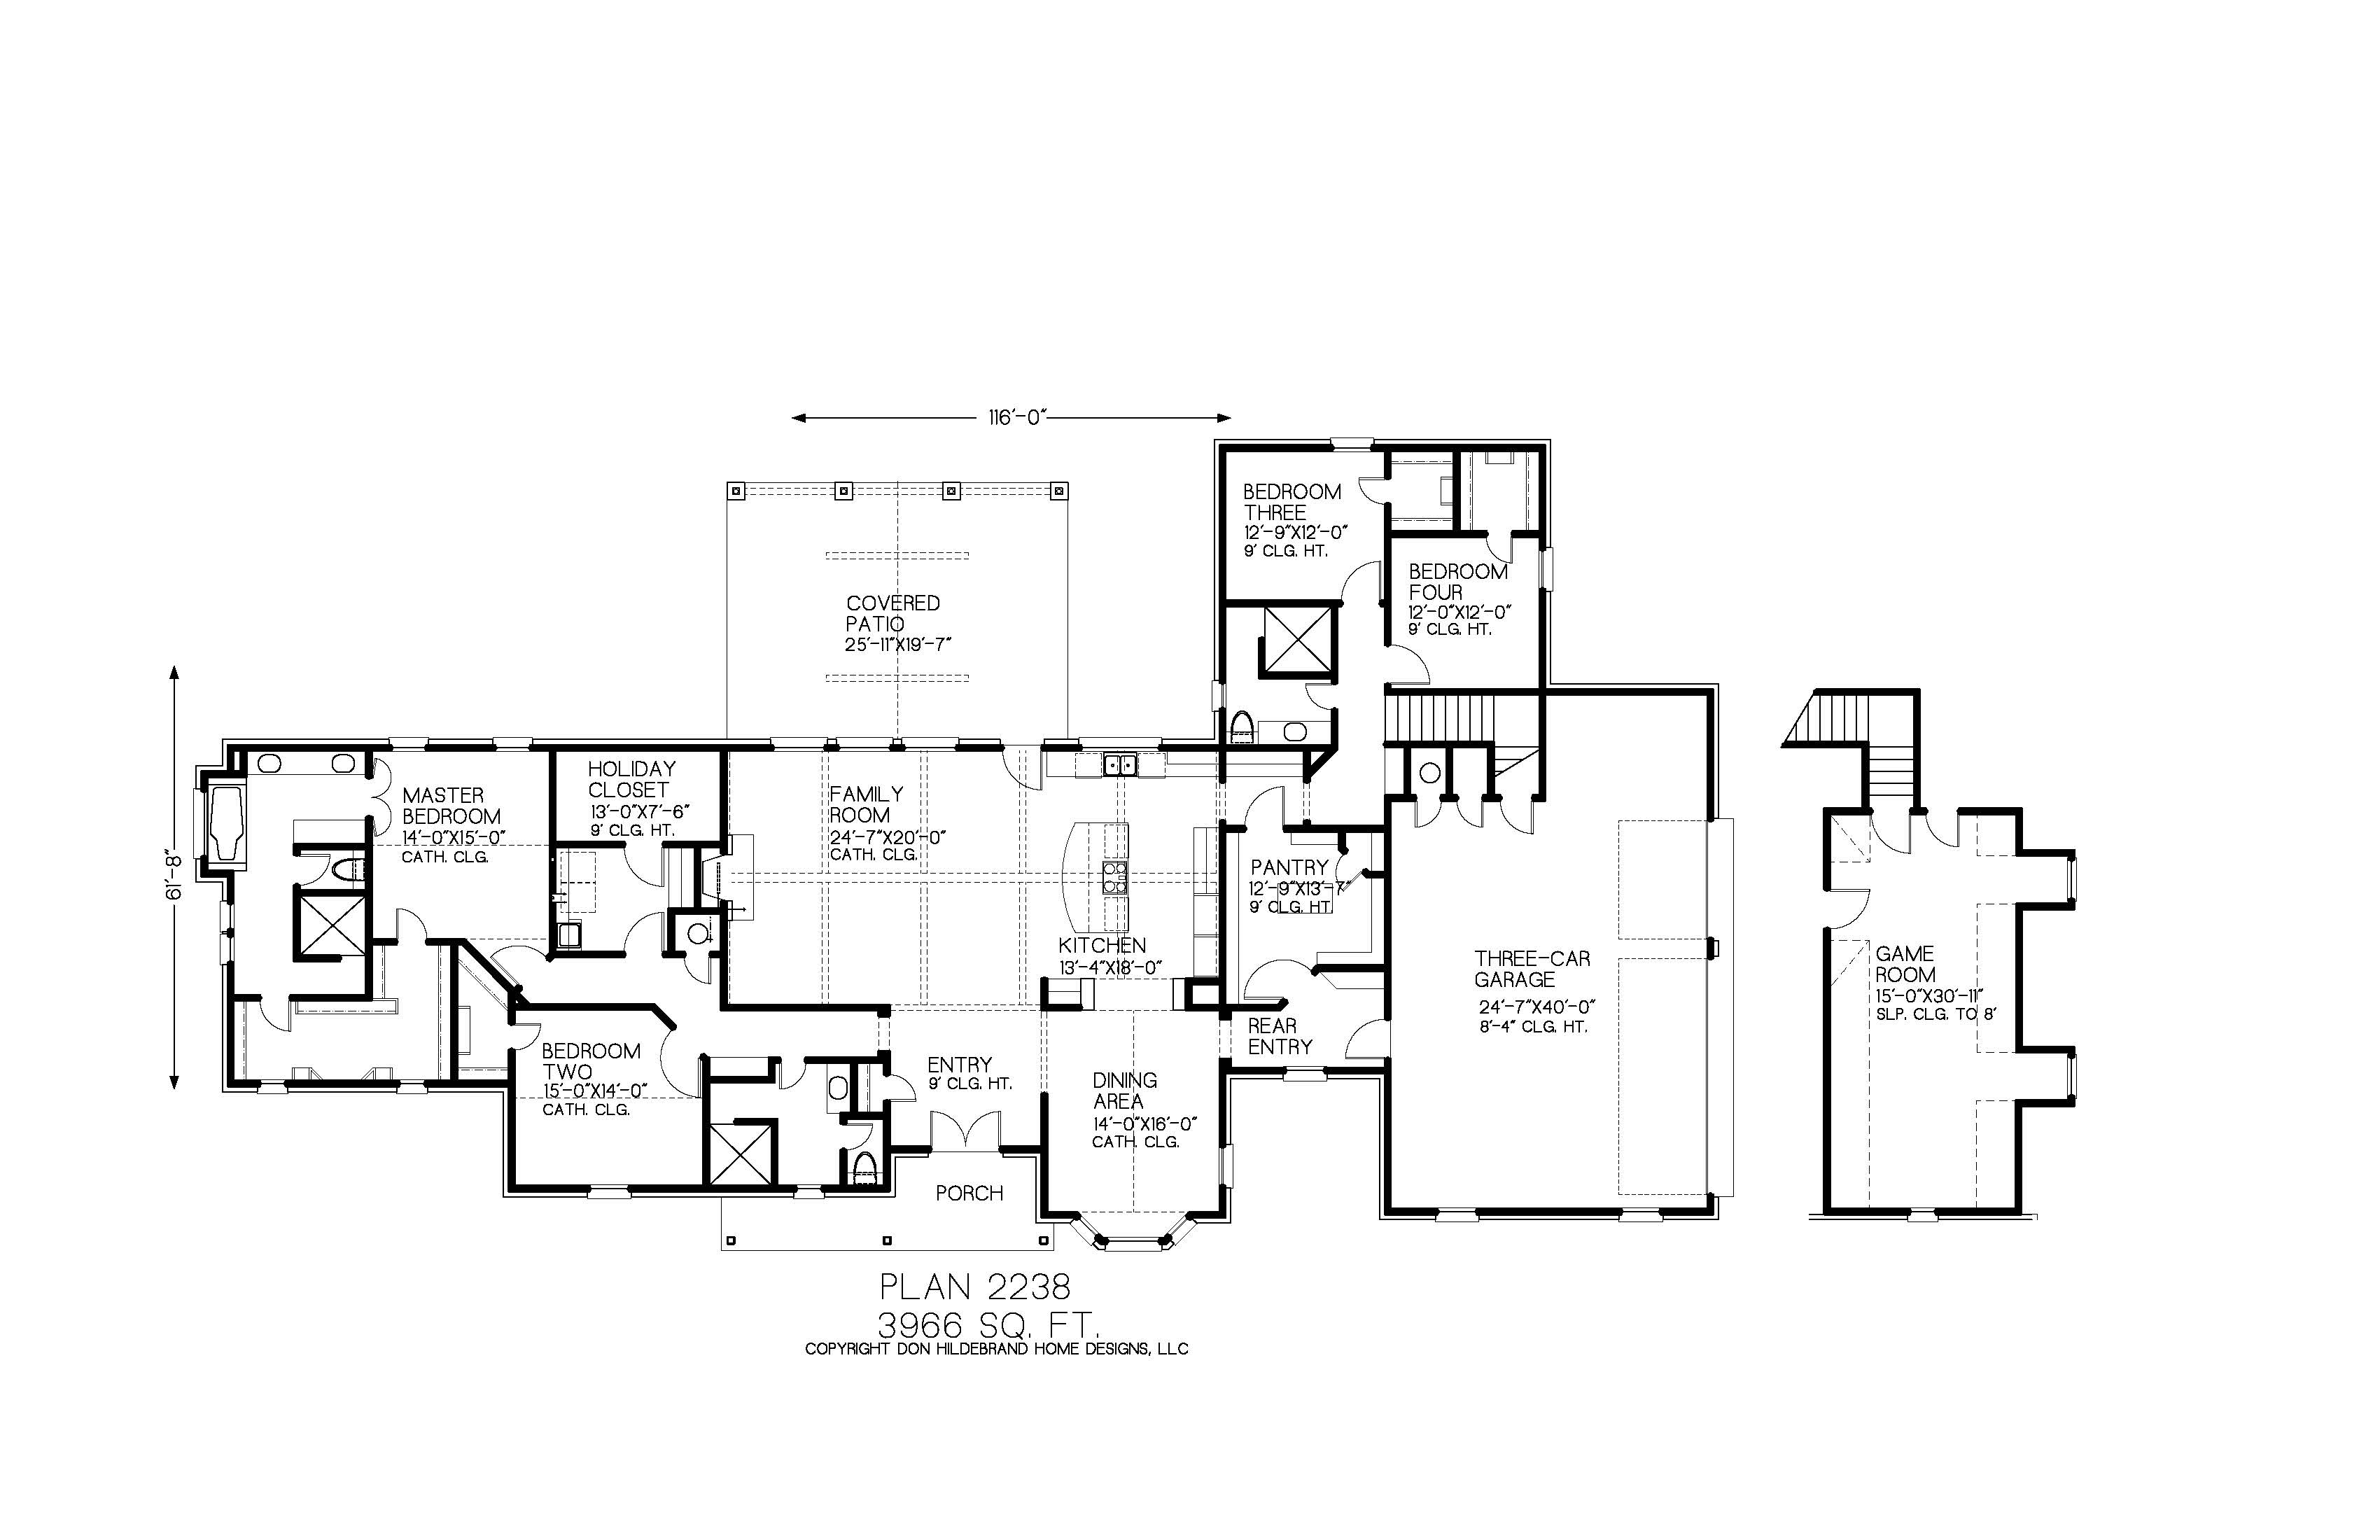 116'-0"
BEDROOM
THREE
12'-9"X12'-0"
9' CLG. HT.
BEDROOM
FOUR
12'-0"X12'-0"
9' CLG. HT.
COVERED
PATIO
25'-11"X19'-7"
61'-8"
MASTER
BEDROOM
14'-0"X15'-0"
CATH. CLG.
HOLIDAY
CLOSET
13'-0"X7'-6"
9' CLG. HT.
FAMILY
ROOM
24'-7"X20'-0"
CATH. CLG.
KITCHEN
13'-4"X18'-0"
PANTRY
12'-9"X13'-7"
9' CLG. HT.
THREE-CAR
GARAGE
24'-7"X40'-0"
8'-4" CLG. HT.
GAME
ROOM
15'-0"X30'-11"
SLP. CLG. TO 8'
BEDROOM
TWO
15'-0"X14'-0"
CATH. CLG.
ENTRY
9' CLG. HT.
REAR
ENTRY
DINING
AREA
14'-0"X16'-0"
CATH. CLG.
PORCH
PLAN 2238
3966 SQ. FT.
COPYRIGHT DON HILDEBRAND HOME DESIGNS, LLC